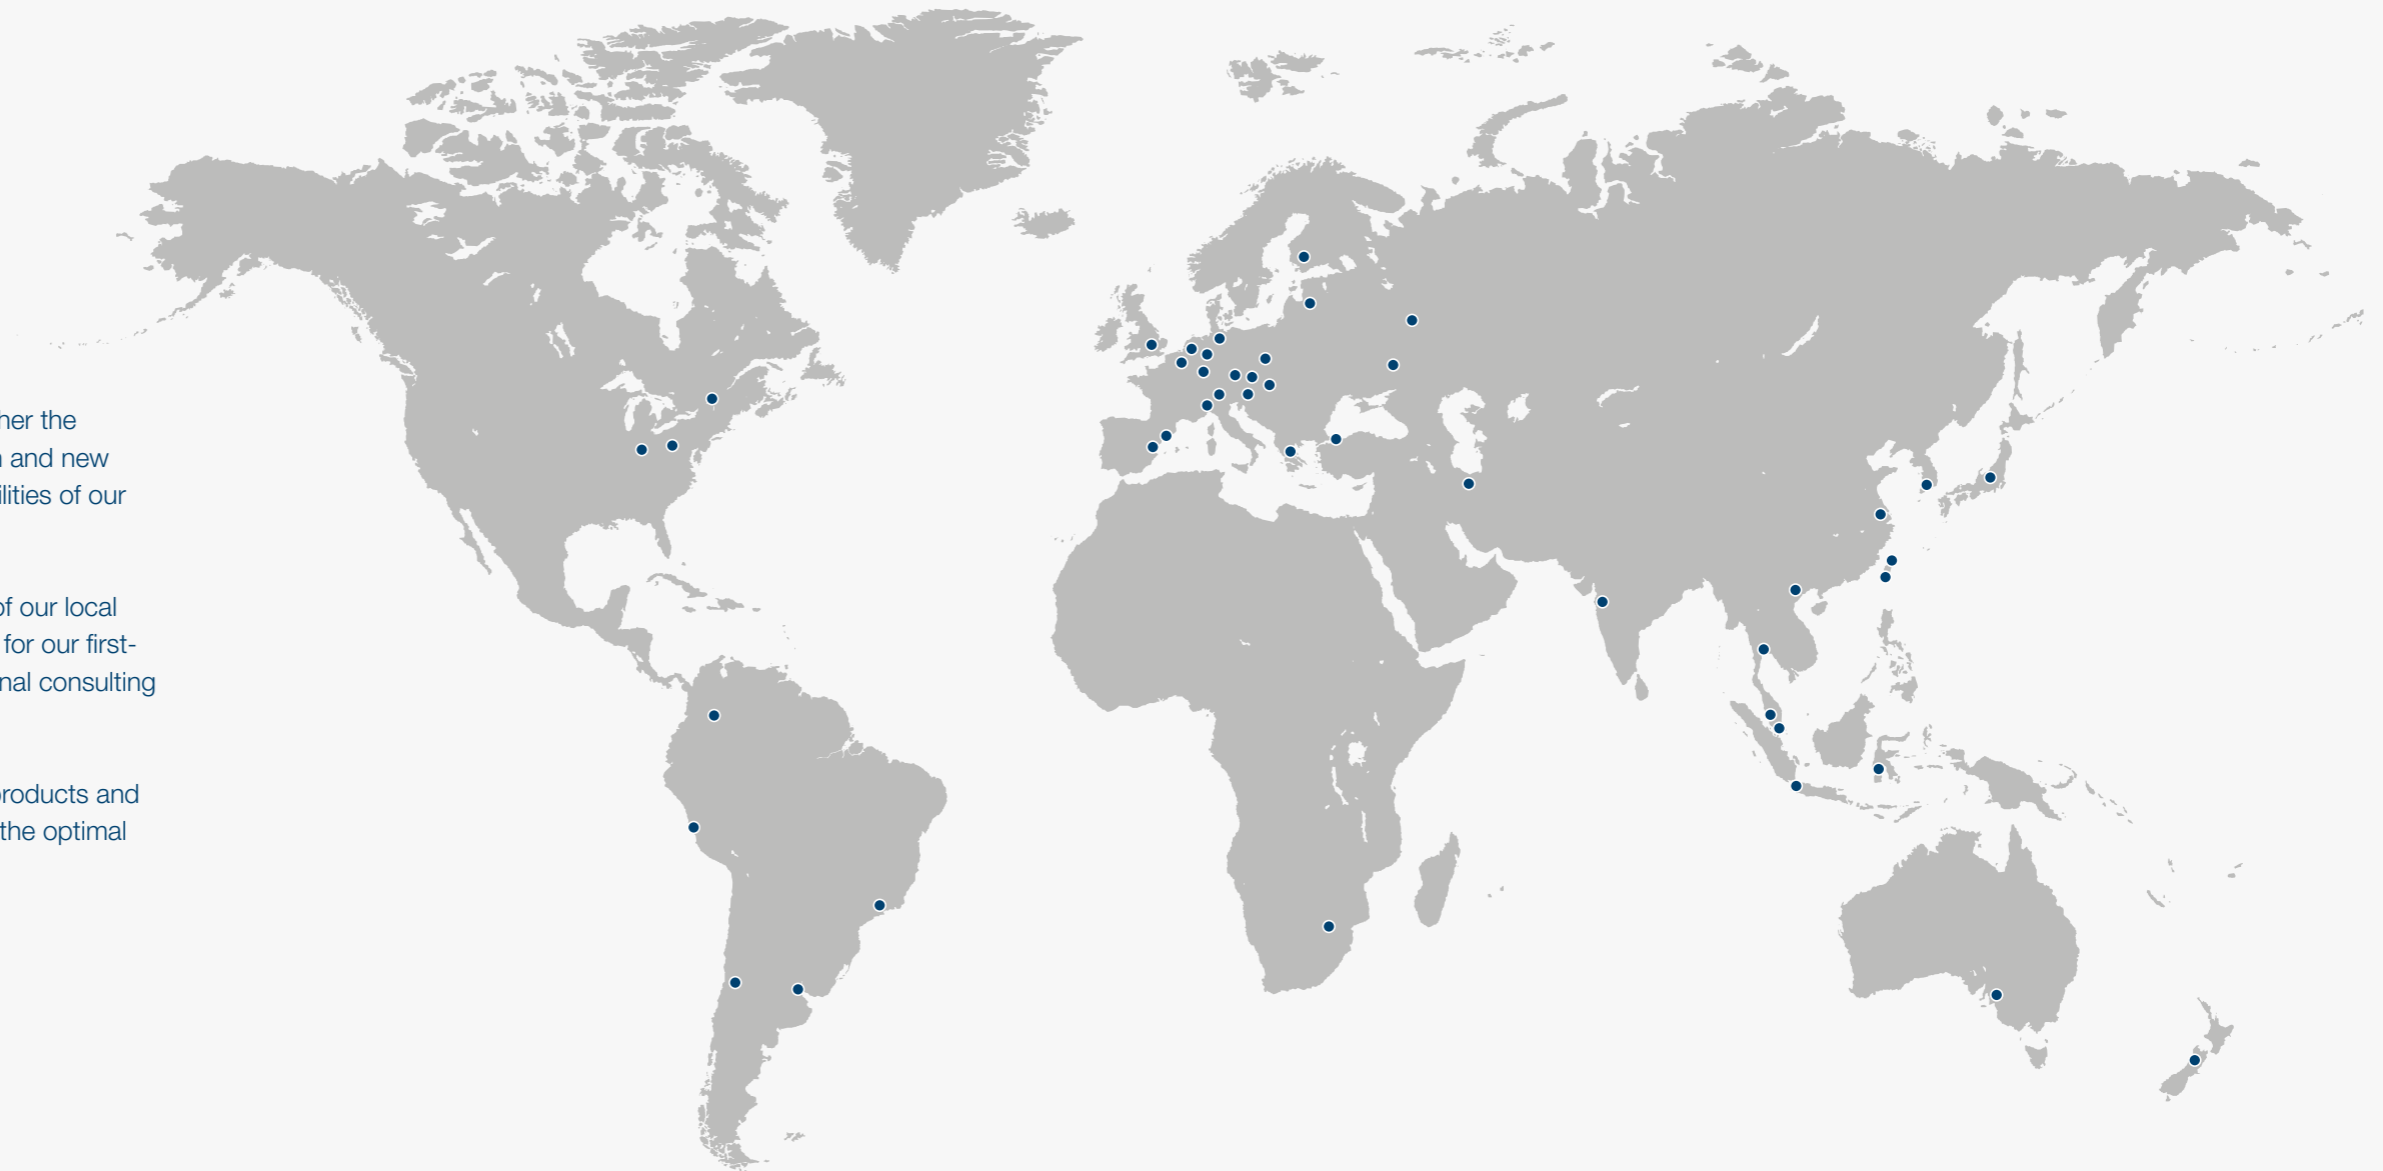 her the
and new
ilities of our
of our local
for our first-
nal consulting
products and
the optimal